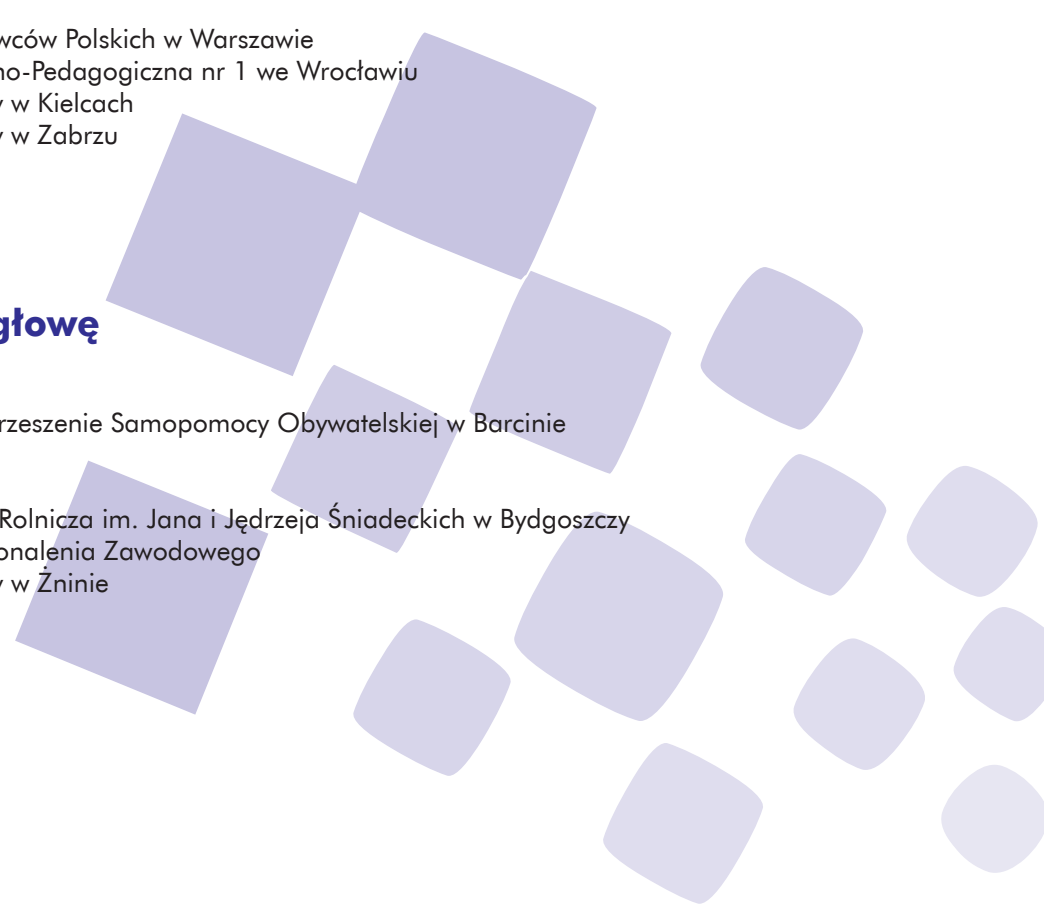 wców Polskich w Warszawie
no-Pedagogiczna nr 1 we Wrocławiu
w Kielcach
w Zabrzu
głowę
rzeszenie Samopomocy Obywatelskiej w Barcinie
Rolnicza im. Jana i Jędrzeja Śniadeckich w Bydgoszczy
onalenia Zawodowego
w Żninie